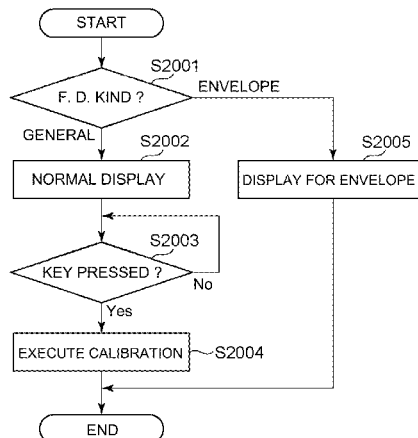 START
S2001
F. D. KIND ?
ENVELOPE
GENERAL
S2002
S2005
NORMAL DISPLAY
DISPLAY FOR ENVELOPE
S2003
KEY PRESSED ?
No
Yes
EXECUTE CALIBRATION
S2004
END